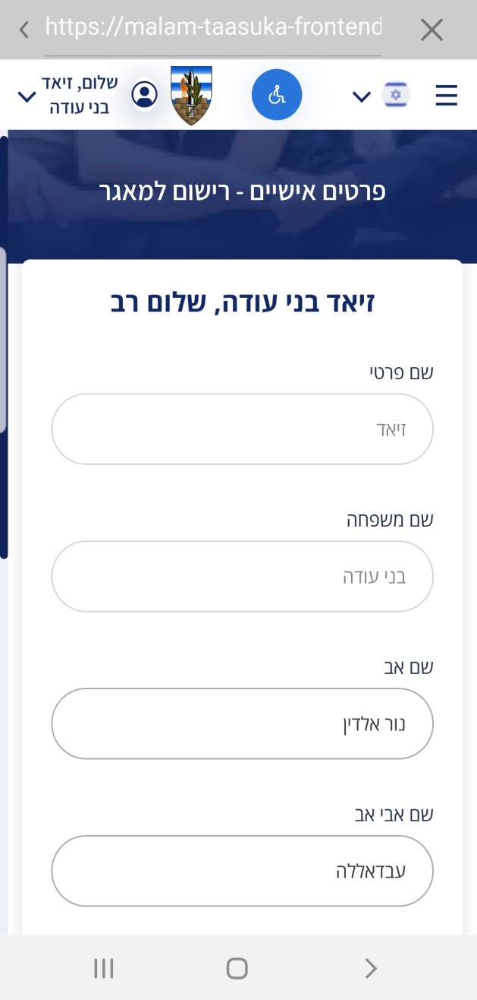 https://malam-taasuka-frontend
שלום, זיאד
בני עודה
פרטים אישיים - רישום למאגר
זיאד בני עודה, שלום רב
שם פרטי
זיאד
שם משפחה
בני עודה
שם אב
נור אלדין
שם אבי אב
עבדאללה